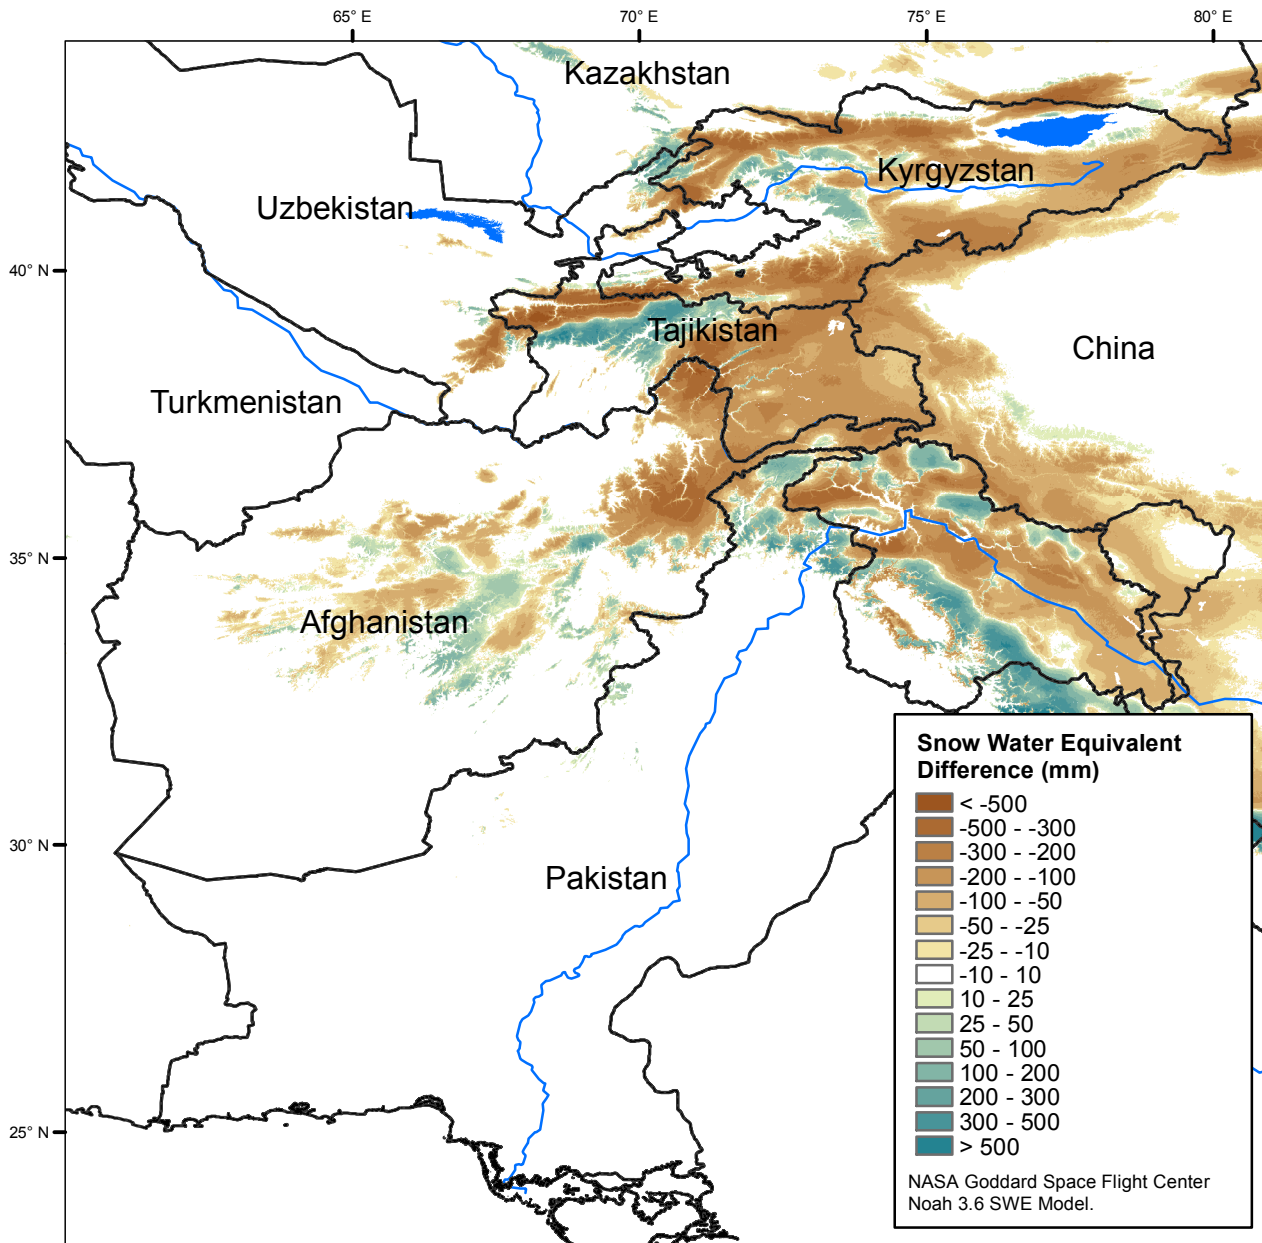 65° E
70° E
75° E
80° E
Kazakhstan
Kyrgyzstan
Uzbekistan
40° N
Tajikistan
China
Turkmenistan
35° N
Afghanistan
Snow Water Equivalent
Difference (mm)
< -500
-500 - -300
-300 - -200
-200 - -100
-100 - -50
-50 - -25
-25 - -10
-10 - 10
10 - 25
25 - 50
50 - 100
100 - 200
200 - 300
300 - 500
> 500
30° N
Pakistan
25° N
NASA Goddard Space Flight Center
Noah 3.6 SWE Model.